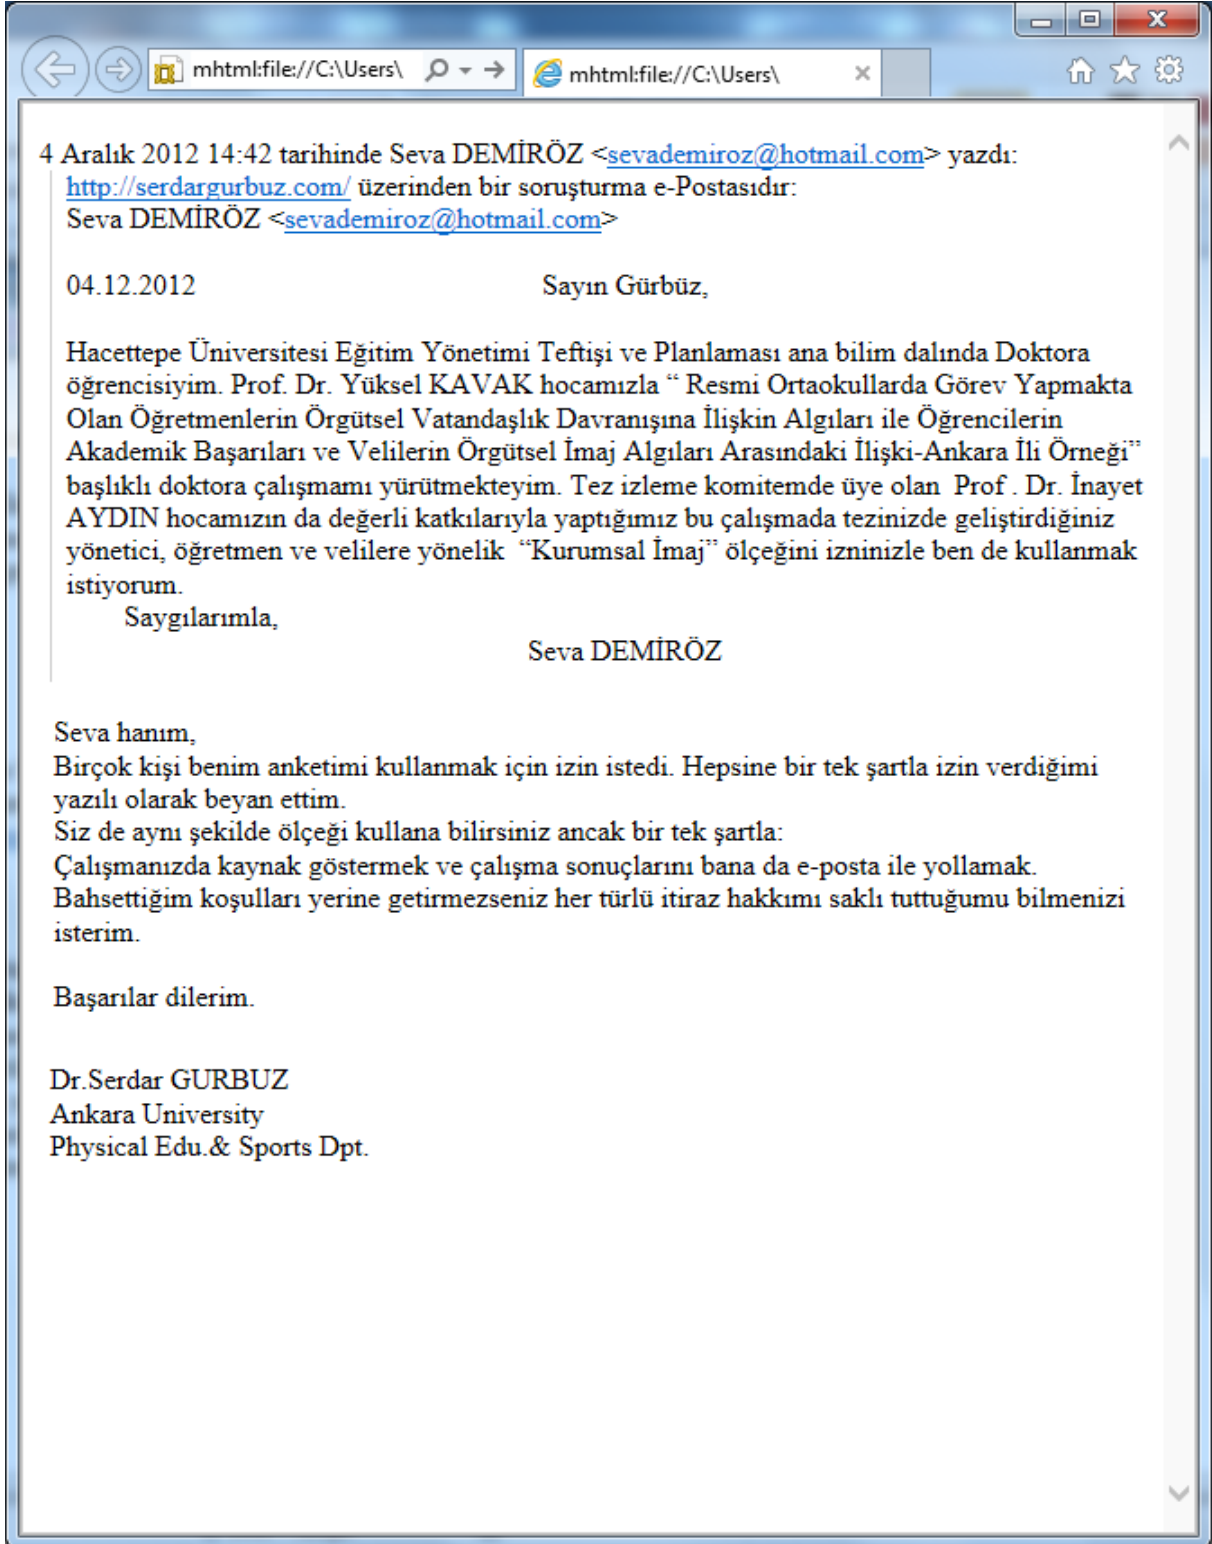 mhtml:file://C:\Users\
mhtml:file://C:\Users\
4 Aralık 2012 14:42 tarihinde Seva DEMİRÖZ <sevademiroz@hotmail.com> yazdı:
http://serdargurbuz.com/ üzerinden bir soruşturma e-Postasıdır:
Seva DEMİRÖZ <sevademiroz@hotmail.com>
04.12.2012 Sayın Gürbüz,
Hacettepe Üniversitesi Eğitim Yönetimi Teftişi ve Planlaması ana bilim dalında Doktora
öğrencisiyim. Prof. Dr. Yüksel KAVAK hocamızla “ Resmi Ortaokullarda Görev Yapmakta
Olan Öğretmenlerin Örgütsel Vatandaşlık Davranışına İlişkin Algıları ile Öğrencilerin
Akademik Başarıları ve Velilerin Örgütsel İmaj Algıları Arasındaki İlişki-Ankara İli Örneği”
başlıklı doktora çalışmamı yürütmekteyim. Tez izleme komitemde üye olan Prof . Dr. İnayet
AYDIN hocamızın da değerli katkılarıyla yaptığımız bu çalışmada tezinizde geliştirdiğiniz
yönetici, öğretmen ve velilere yönelik “Kurumsal İmaj” ölçeğini izninizle ben de kullanmak
istiyorum.
Saygılarımla,
Seva DEMİRÖZ
Seva hanım,
Birçok kişi benim anketimi kullanmak için izin istedi. Hepsine bir tek şartla izin verdiğimi
yazılı olarak beyan ettim.
Siz de aynı şekilde ölçeği kullana bilirsiniz ancak bir tek şartla:
Çalışmanızda kaynak göstermek ve çalışma sonuçlarını bana da e-posta ile yollamak.
Bahsettiğim koşulları yerine getirmezseniz her türlü itiraz hakkımı saklı tuttuğumu bilmenizi
isterim.
Başarılar dilerim.
Dr.Serdar GURBUZ
Ankara University
Physical Edu.& Sports Dpt.